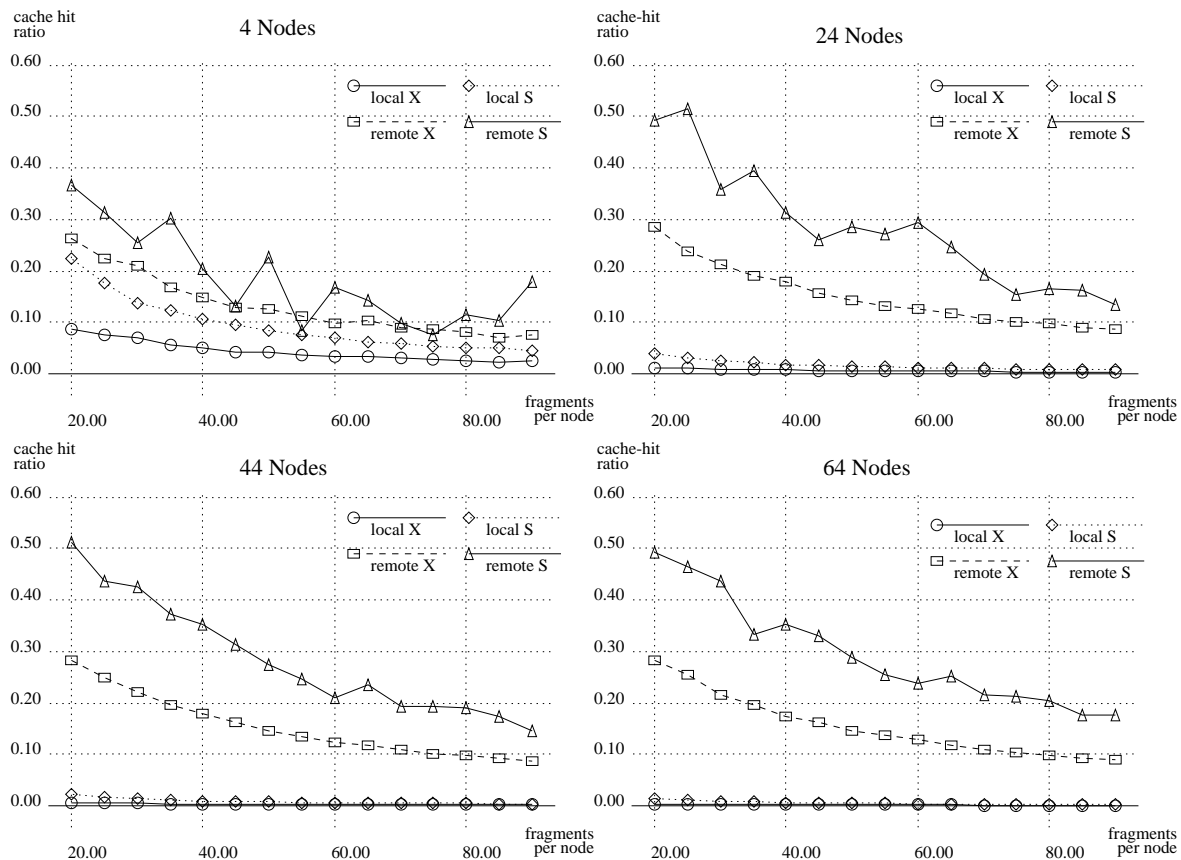 cache hit
ratio
4 Nodes
0.60
0.50
0.40
0.30
0.20
0.10
0.00
local X
local S
remote X
remote S
fragments
per node
20.00 40.00 60.00 80.00
cache-hit
ratio
24 Nodes
0.60
0.50
0.40
0.30
0.20
0.10
0.00
local X
local S
remote X
remote S
fragments
per node
20.00 40.00 60.00 80.00
cache hit
ratio
44 Nodes
0.60
0.50
0.40
0.30
0.20
0.10
0.00
local X
local S
remote X
remote S
fragments
per node
20.00 40.00 60.00 80.00
cache-hit
ratio
64 Nodes
0.60
0.50
0.40
0.30
0.20
0.10
0.00
local X
local S
remote X
remote S
fragments
per node
20.00 40.00 60.00 80.00